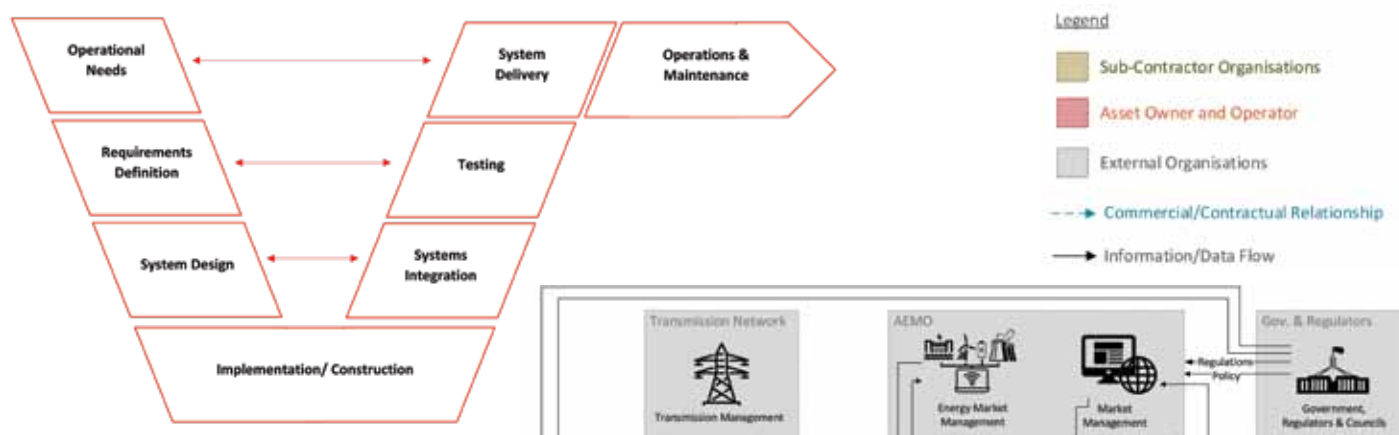 Operational
Needs
System
Delivery
Operations &
Maintenance
Requirements
Definition
Testing
System Design
Systems
Integration
Implementation/ Construction
Legend
Sub-Contractor Organisations
Asset Owner and Operator
External Organisations
Commercial/Contractual Relationship
Information/Data Flow
Transmission Network
Transmission Management
AEMO
Energy Market
Management
Market
Management
Regulations
Policy
Gov. & Regulators
Government,
Regulators & Councils